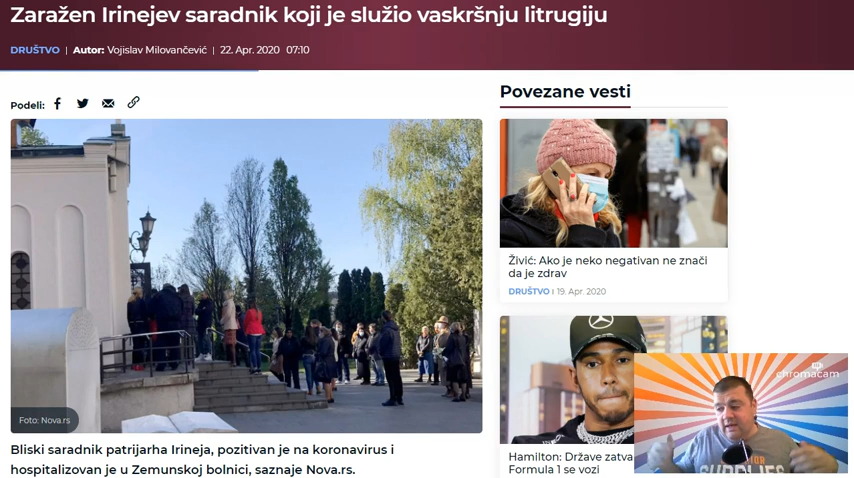 Zaražen Irinejev saradnik koji je služio vaskršnju litrugiju
DRUŠTVO | Autor: Vojislav Milovančević | 22. Apr. 2020 07:10
Podeli:
Povezane vesti
Živić: Ako je neko negativan ne znači
da je zdrav
DRUŠTVO | 19. Apr. 2020
chromacam
Foto: Nova.rs
Bliski saradnik patrijarha Irineja, pozitivan je na koronavirus i
hospitalizovan je u Zemunskoj bolnici, saznaje Nova.rs.
Hamilton: Države zatva
Formula 1 se vozi
SUPPLIES